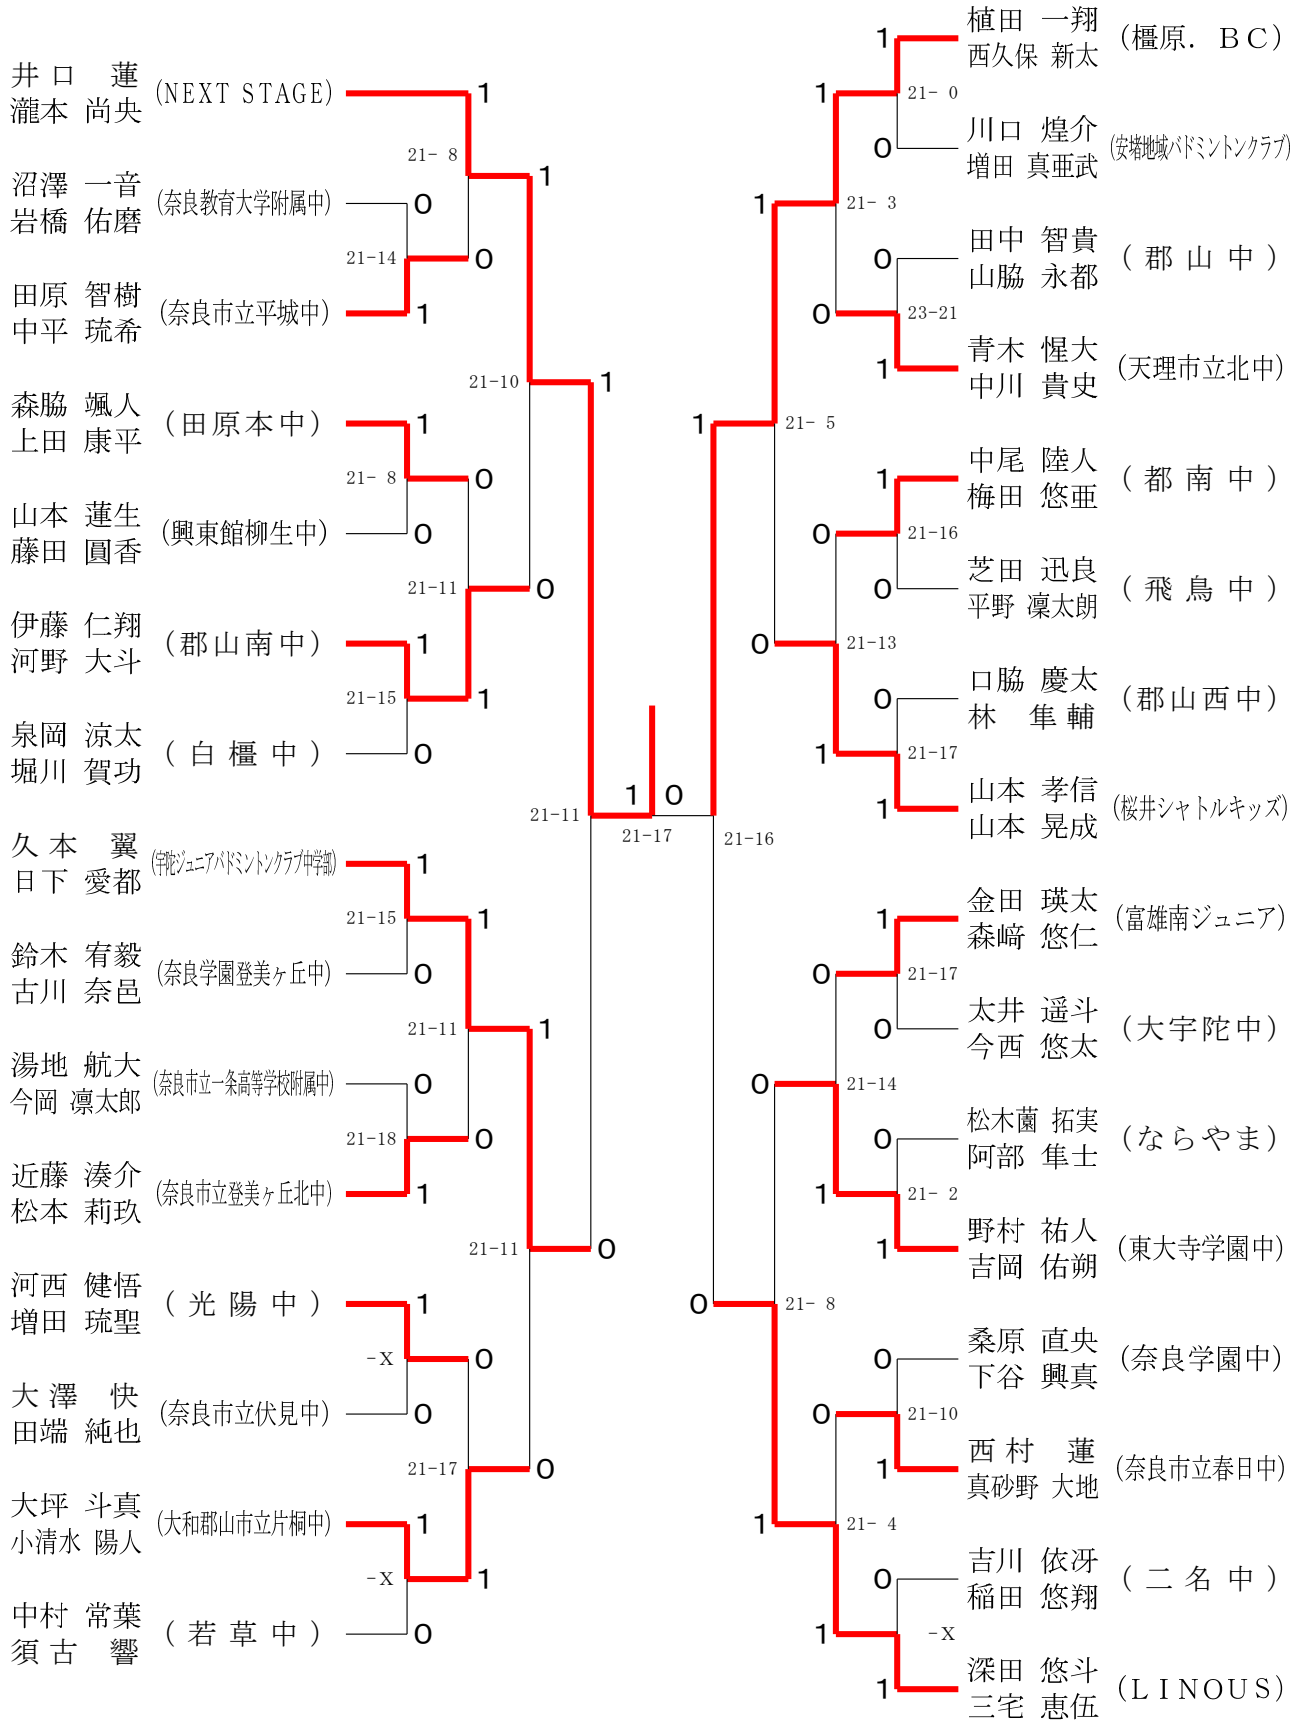 井口 蓮
瀧本 尚央
(NEXT STAGE)
1
21- 8
1
沼澤 一音
岩橋 佑磨
(奈良教育大学附属中)
0
21-14
0
田原 智樹
中平 琉希
(奈良市立平城中)
1
21-10
1
森脇 颯人
上田 康平
(田原本中)
1
21- 8
0
山本 蓮生
藤田 圓香
(興東館柳生中)
0
21-11
0
伊藤 仁翔
河野 大斗
(郡山南中)
1
21-15
1
泉岡 涼太
堀川 賀功
(白橿中)
0
21-11
1 0
21-17
久本 翼
日下 愛都
(宇陀ジュニアバドミントンクラブ中学部)
1
21-15
1
鈴木 宥毅
古川 奈邑
(奈良学園登美ヶ丘中)
0
21-11
1
湯地 航大
今岡 凛太郎
(奈良市立一条高等学校附属中)
0
21-18
0
近藤 湊介
松本 莉玖
(奈良市立登美ヶ丘北中)
1
21-11
0
河西 健悟
増田 琉聖
(光陽中)
1
-X
0
大澤 快
田端 純也
(奈良市立伏見中)
0
21-17
0
大坪 斗真
小清水 陽人
(大和郡山市立片桐中)
1
-X
1
中村 常葉
須古 響
(若草中)
0
植田 一翔
西久保 新太
(橿原．ＢＣ)
1
1
21- 0
川口 煌介
増田 真亜武
(安堵地域バドミントンクラブ)
0
1
21- 3
田中 智貴
山脇 永都
(郡山中)
0
0
23-21
青木 惺大
中川 貴史
(天理市立北中)
1
1
21- 5
中尾 陸人
梅田 悠亜
(都南中)
1
0
21-16
芝田 迅良
平野 凜太朗
(飛鳥中)
0
0
21-13
口脇 慶太
林 隼輔
(郡山西中)
0
1
21-17
山本 孝信
山本 晃成
(桜井シャトルキッズ)
1
21-16
金田 瑛太
森﨑 悠仁
(富雄南ジュニア)
1
0
21-17
太井 遥斗
今西 悠太
(大宇陀中)
0
0
21-14
松木薗 拓実
阿部 隼士
(ならやま)
0
1
21- 2
野村 祐人
吉岡 佑朔
(東大寺学園中)
1
0
21- 8
桑原 直央
下谷 興真
(奈良学園中)
0
0
21-10
西村 蓮
真砂野 大地
(奈良市立春日中)
1
1
21- 4
吉川 依冴
稲田 悠翔
(二名中)
0
1
-X
深田 悠斗
三宅 恵伍
(ＬＩＮＯＵＳ)
1